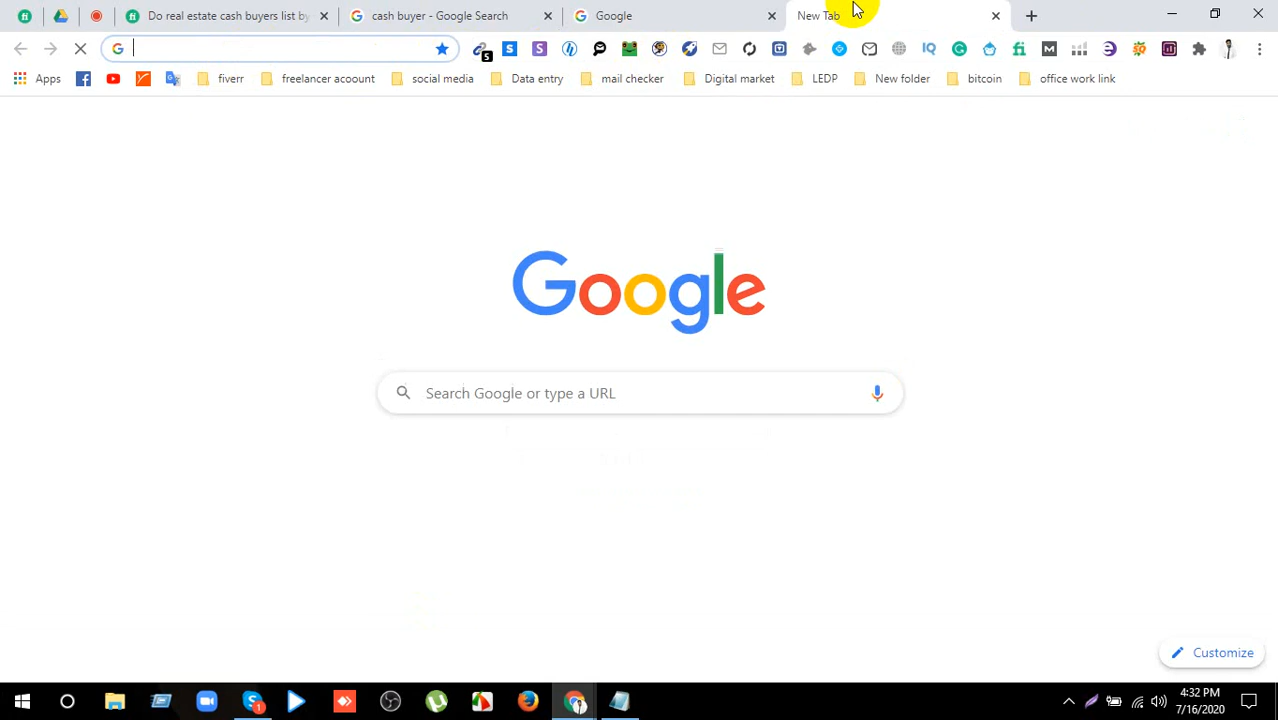 Do real estate cash buyers list by
cash buyer - Google Search
Google
New Tab
Apps
fiverr
freelancer acoount
social media
Data entry
mail checker
Digital market
LEDP
New folder
bitcoin
office work link
Google
Search Google or type a URL
Customize
4:32 PM
7/16/2020